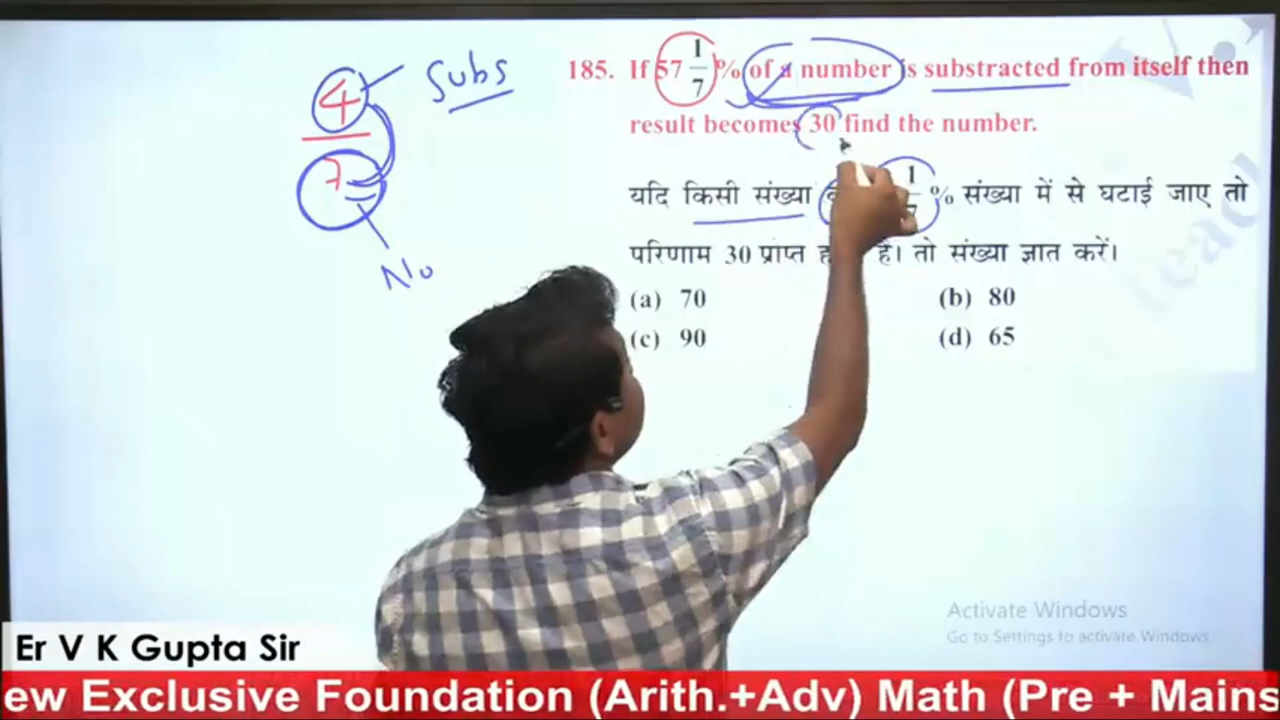 4 Subs
7
No
185. If 57 1/7 % of a number is substracted from itself then
result becomes 30 find the number.
यदि किसी संख्या 1/7 % संख्या में से घटाई जाए तो
परिणाम 30 प्राप्त है। तो संख्या ज्ञात करें।
(a) 70 (b) 80
(c) 90 (d) 65
Activate Windows
Go to Settings to activate Windows
Er V K Gupta Sir
ew Exclusive Foundation (Arith.+Adv) Math (Pre + Mains